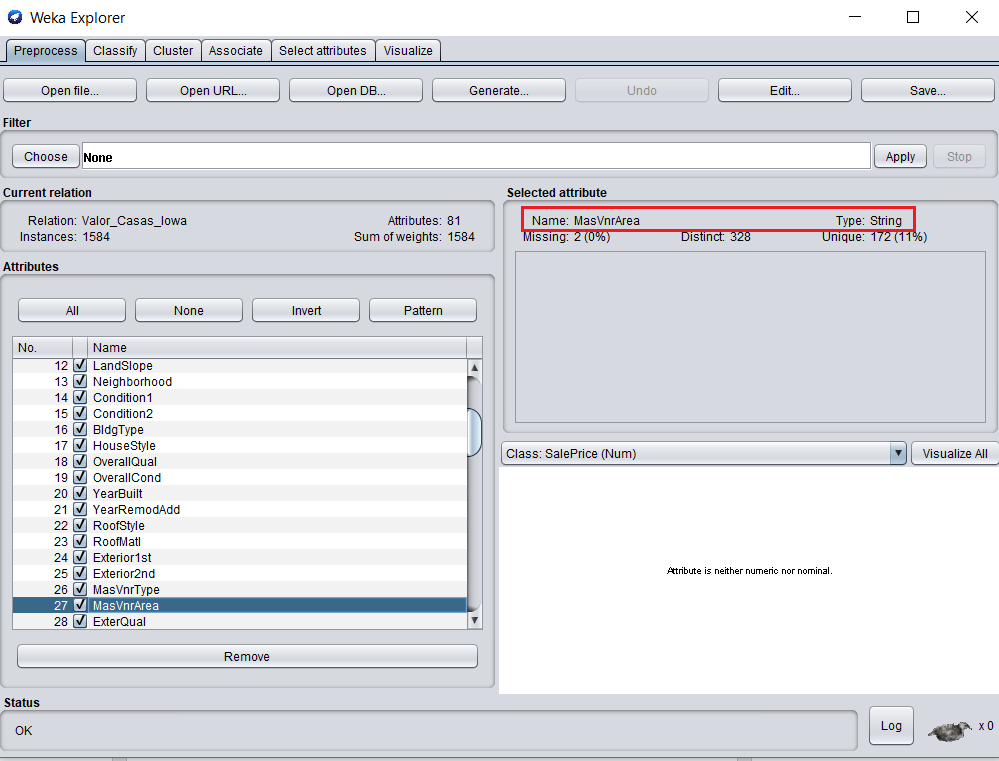 Weka Explorer
Preprocess Classify Cluster Associate Select attributes Visualize
Open file... Open URL... Open DB... Generate... Undo Edit... Save...
Filter
Choose None Apply Stop
Current relation
Relation: Valor_Casas_Iowa Attributes: 81
Instances: 1584 Sum of weights: 1584
Selected attribute
Name: MasVnrArea Type: String
Missing: 2 (0%) Distinct: 328 Unique: 172 (11%)
Attributes
All None Invert Pattern
No. Name
12 LandSlope
13 Neighborhood
14 Condition1
15 Condition2
16 BldgType
17 HouseStyle
18 OverallQual
19 OverallCond
20 YearBuilt
21 YearRemodAdd
22 RoofStyle
23 RoofMatl
24 Exterior1st
25 Exterior2nd
26 MasVnrType
27 MasVnrArea
28 ExterQual
Remove
Class: SalePrice (Num) Visualize All
Attribute is neither numeric nor nominal.
Status
OK
Log x 0